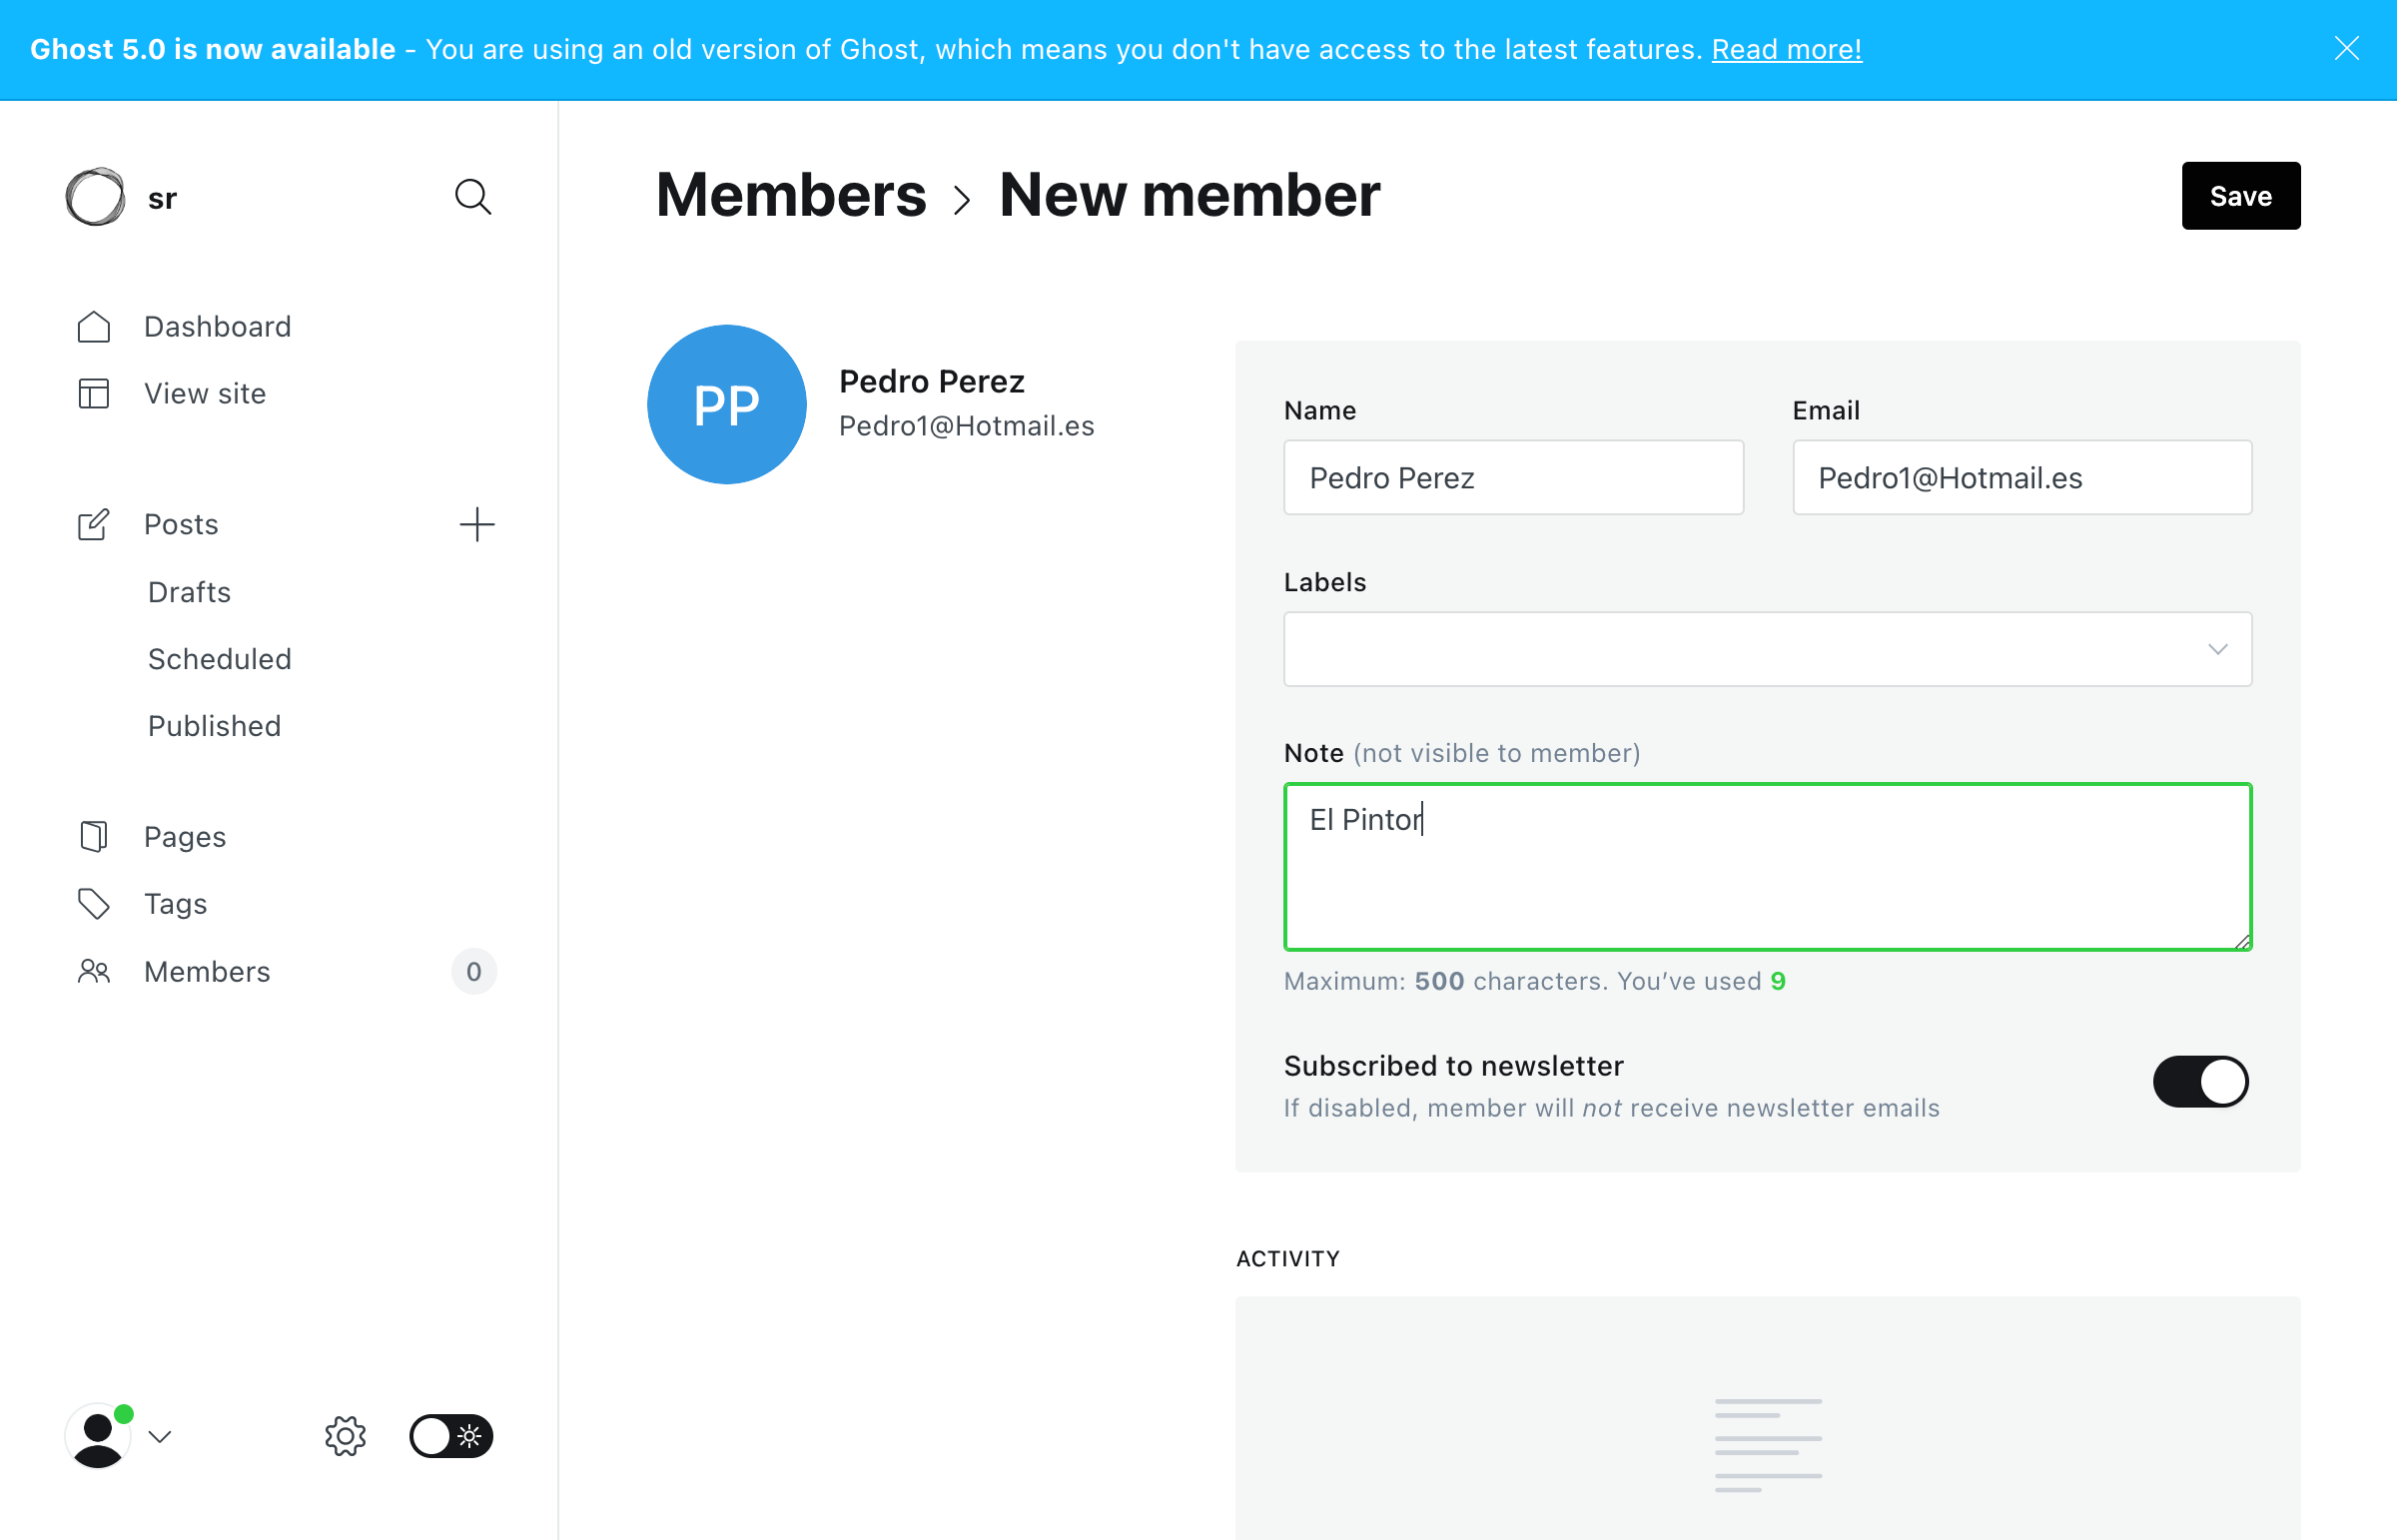 Ghost 5.0 is now available - You are using an old version of Ghost, which means you don't have access to the latest features. Read more!
sr
Dashboard
View site
Posts
Drafts
Scheduled
Published
Pages
Tags
Members 0
Members > New member
Save
PP
Pedro Perez
Pedro1@Hotmail.es
Name
Pedro Perez
Email
Pedro1@Hotmail.es
Labels
Note (not visible to member)
El Pintor
Maximum: 500 characters. You’ve used 9
Subscribed to newsletter
If disabled, member will not receive newsletter emails
ACTIVITY